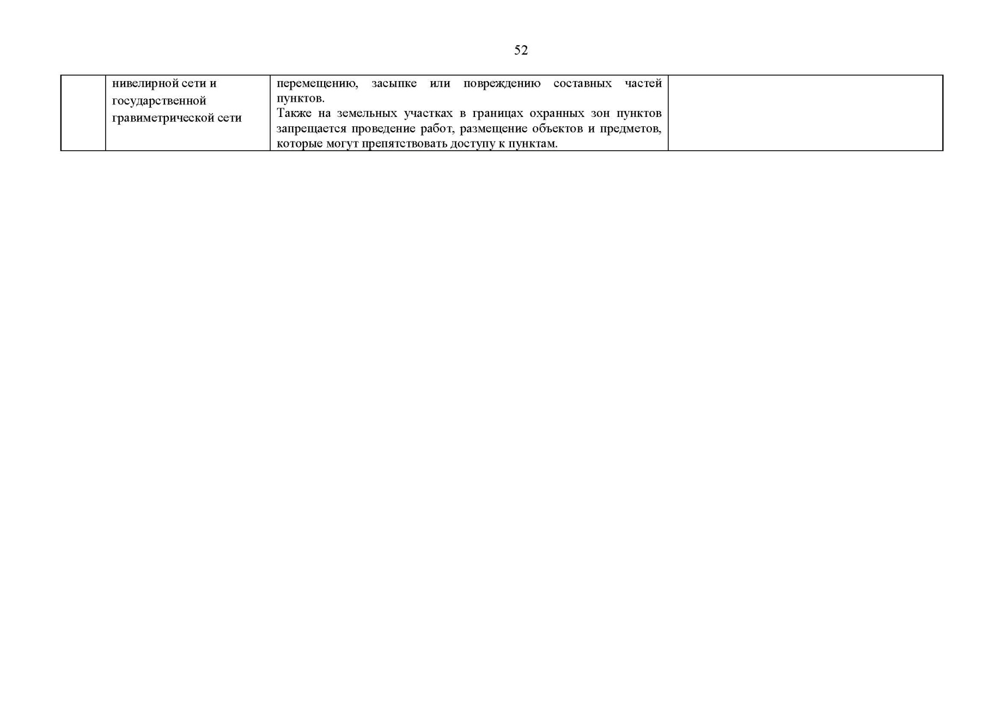 52
нивелирной сети и
государственной
гравиметрической сети
перемещению, засыпке или повреждению составных частей
пунктов.
Также на земельных участках в границах охранных зон пунктов
запрещается проведение работ, размещение объектов и предметов,
которые могут препятствовать доступу к пунктам.